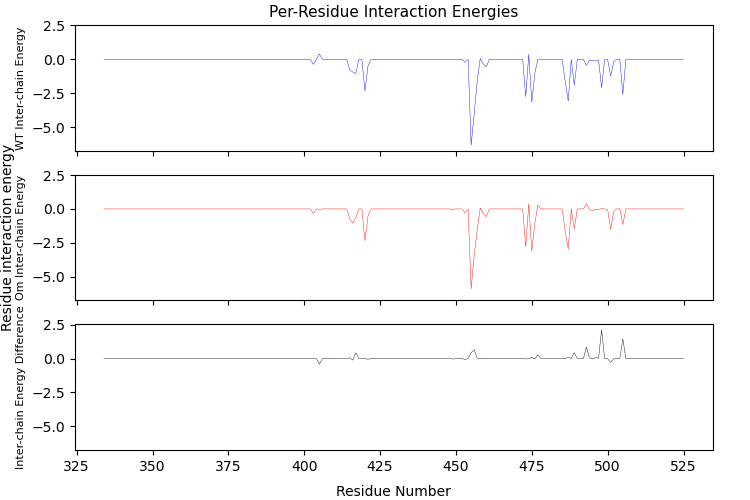 Per-Residue Interaction Energies
Residue interaction energy
WT Inter-chain Energy
2.5
0.0
−2.5
−5.0
Om Inter-chain Energy
2.5
0.0
−2.5
−5.0
Inter-chain Energy Difference
2.5
0.0
−2.5
−5.0
325 350 375 400 425 450 475 500 525
Residue Number